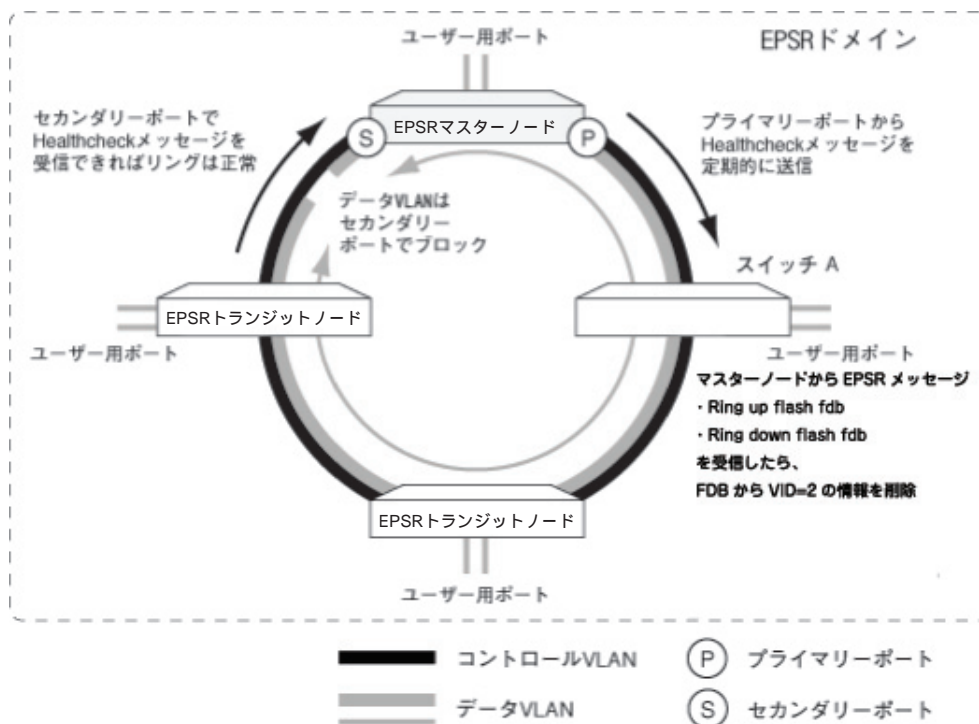 ユーザー用ポート
EPSRドメイン
セカンダリーポートで
Healthcheckメッセージを
受信できればリングは正常
S
EPSRマスターノード
P
プライマリーポートから
Healthcheckメッセージを
定期的に送信
データVLANは
セカンダリー
ポートでブロック
スイッチ A
EPSRトランジットノード
ユーザー用ポート
ユーザー用ポート
マスターノードから EPSR メッセージ
・Ring up flash fdb
・Ring down flash fdb
を受信したら、
FDB から VID=2 の情報を削除
EPSRトランジットノード
ユーザー用ポート
コントロールVLAN
P プライマリーポート
データVLAN
S セカンダリーポート